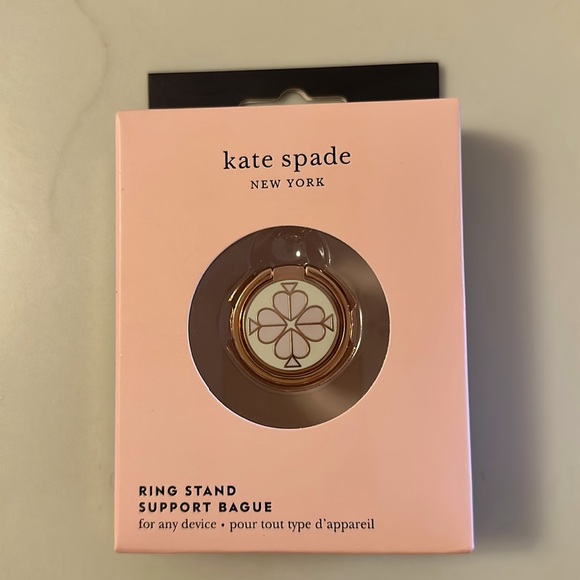 kate spade
NEW YORK
RING STAND
SUPPORT BAGUE
for any device • pour tout type d'appareil